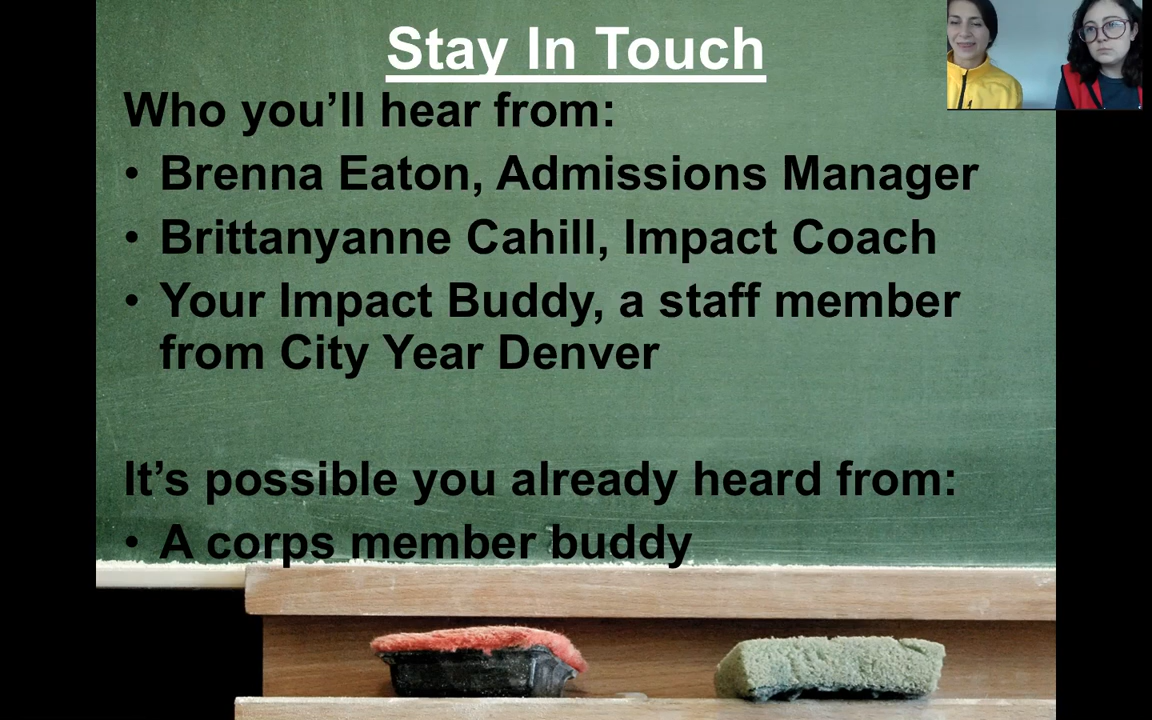 Stay In Touch
Who you’ll hear from:
• Brenna Eaton, Admissions Manager
• Brittanyanne Cahill, Impact Coach
• Your Impact Buddy, a staff member
from City Year Denver
It’s possible you already heard from:
• A corps member buddy